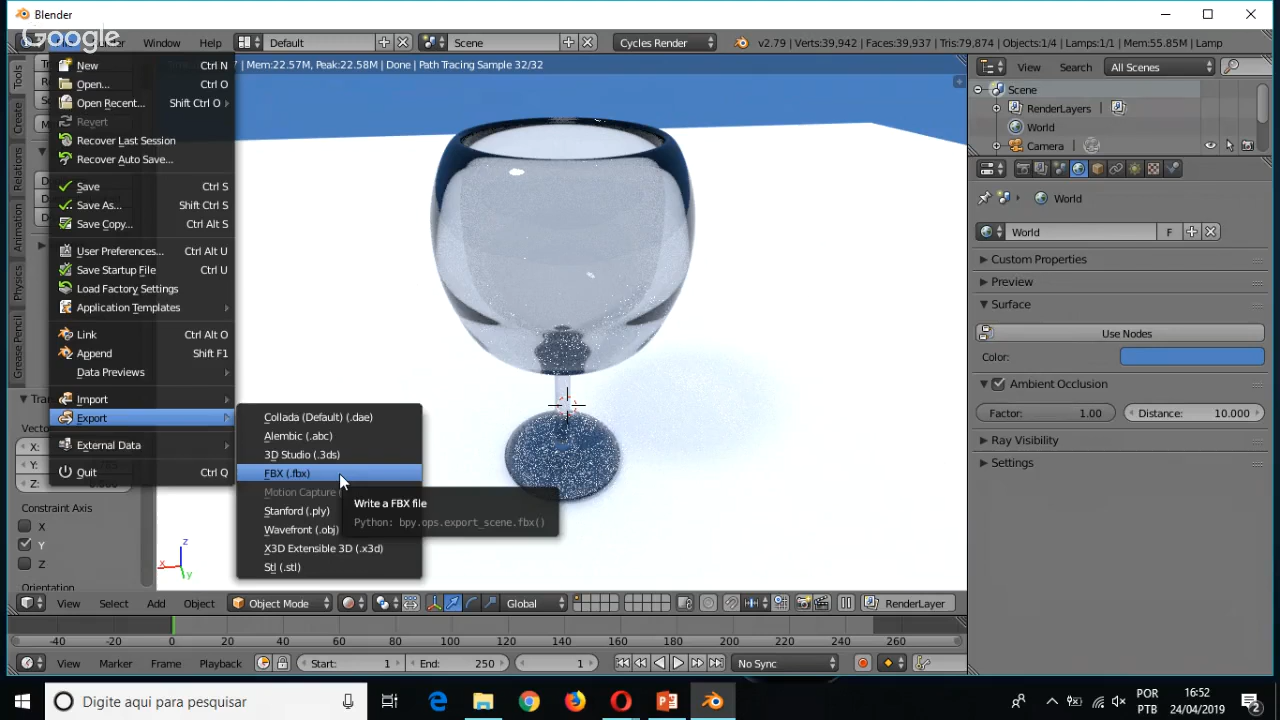 Blender
Google
Window
Help
Default
Scene
Cycles Render
v2.79 | Verts:39,942 | Faces:39,937 | Tris:79,874 | Objects:1/4 | Lamps:1/1 | Mem:55.85M | Lamp
| Mem:22.57M, Peak:22.58M | Done | Path Tracing Sample 32/32
View
Search
All Scenes
Scene
RenderLayers
World
Camera
World
World
F
Custom Properties
Preview
Surface
Use Nodes
Color:
Ambient Occlusion
Factor: 1.00
Distance: 10.000
Ray Visibility
Settings
Tools
Create
Relations
Animation
Physics
Grease Pencil
New Ctrl N
Open... Ctrl O
Open Recent... Shift Ctrl O
Revert
Recover Last Session
Recover Auto Save...
Save Ctrl S
Save As... Shift Ctrl S
Save Copy... Ctrl Alt S
User Preferences... Ctrl Alt U
Save Startup File Ctrl U
Load Factory Settings
Application Templates
Link Ctrl Alt O
Append Shift F1
Data Previews
Import
Export
External Data
Quit Ctrl Q
Collada (Default) (.dae)
Alembic (.abc)
3D Studio (.3ds)
FBX (.fbx)
Motion Capture
Stanford (.ply)
Wavefront (.obj)
X3D Extensible 3D (.x3d)
Stl (.stl)
Write a FBX file
Python: bpy.ops.export_scene.fbx()
X:
Y:
Z:
Constraint Axis
X
Y
Z
Orientation
z
x
y
View
Select
Add
Object
Object Mode
Global
RenderLayer
-40 -20 0 20 40 60 80 100 120 140 160 180 200 220 240 260
View
Marker
Frame
Playback
Start: 1
End: 250
1
No Sync
Digite aqui para pesquisar
POR
PTB
16:52
24/04/2019
2